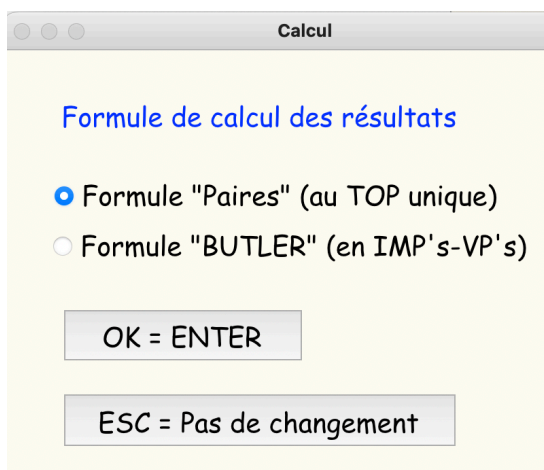 Calcul
Formule de calcul des résultats
Formule "Paires" (au TOP unique)
Formule "BUTLER" (en IMP's-VP's)
OK = ENTER
ESC = Pas de changement